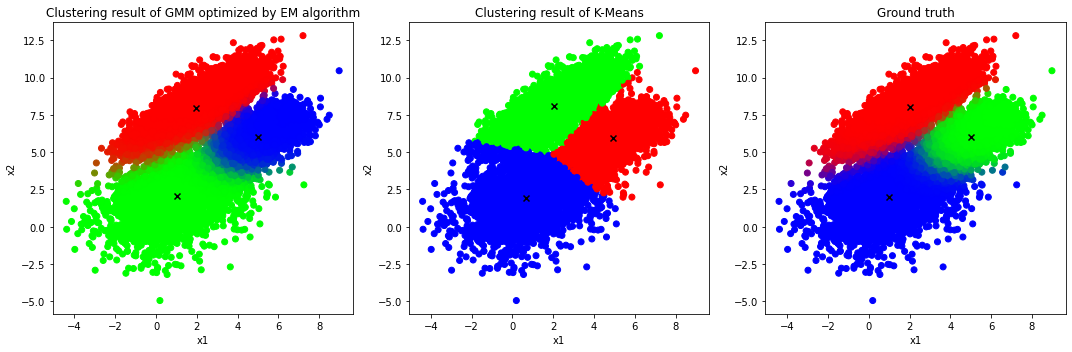 Clustering result of GMM optimized by EM algorithm
12.5
10.0
7.5
5.0
2.5
0.0
−2.5
−5.0
x2
−4 −2 0 2 4 6 8
x1
Clustering result of K-Means
12.5
10.0
7.5
5.0
2.5
0.0
−2.5
−5.0
x2
−4 −2 0 2 4 6 8
x1
Ground truth
12.5
10.0
7.5
5.0
2.5
0.0
−2.5
−5.0
x2
−4 −2 0 2 4 6 8
x1